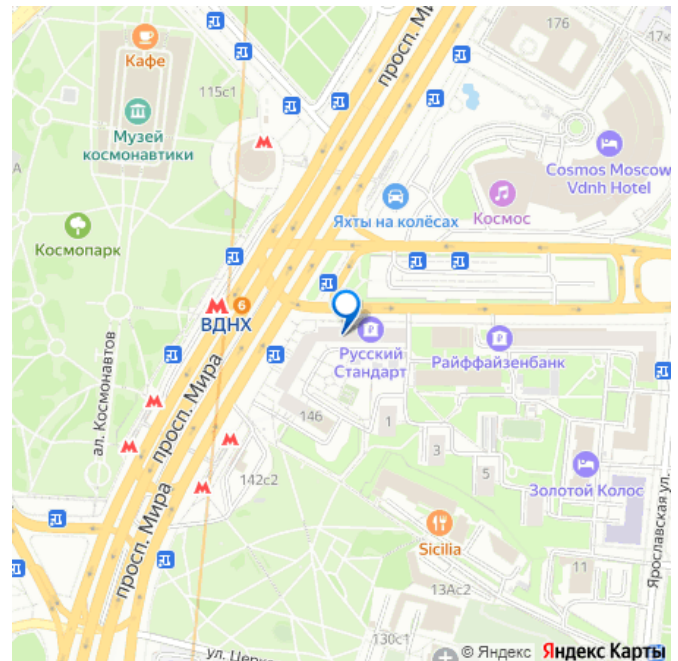 просп. Мира
176
17к
Кафе
115с1
Музей
космонавтики
Cosmos Moscow
Vdnh Hotel
Космос
Яхты на колёсах
А
Космопарк
6
ВДНХ
Русский
Стандарт
Райффайзенбанк
ал. Космонавтов
просп. Мира
146
1
3
5
142с2
Золотой Колос
Ярославская ул.
просп. Мира
Sicilia
11
13Ас2
130с1
ул. Церко
© Яндекс Яндекс Карты